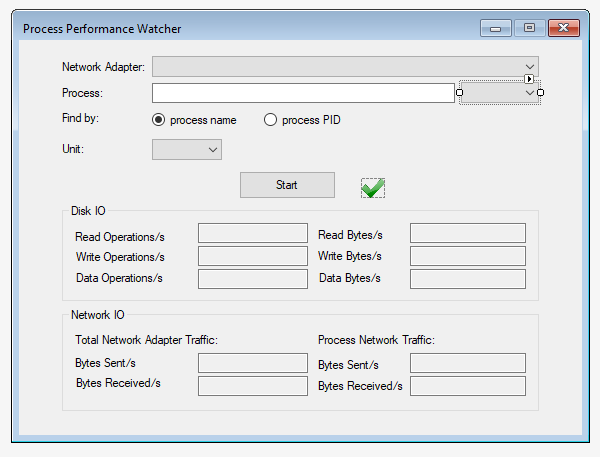 Process Performance Watcher
Network Adapter:
Process:
Find by: process name process PID
Unit:
Start
Disk IO
Read Operations/s Read Bytes/s
Write Operations/s Write Bytes/s
Data Operations/s Data Bytes/s
Network IO
Total Network Adapter Traffic: Process Network Traffic:
Bytes Sent/s Bytes Sent/s
Bytes Received/s Bytes Received/s